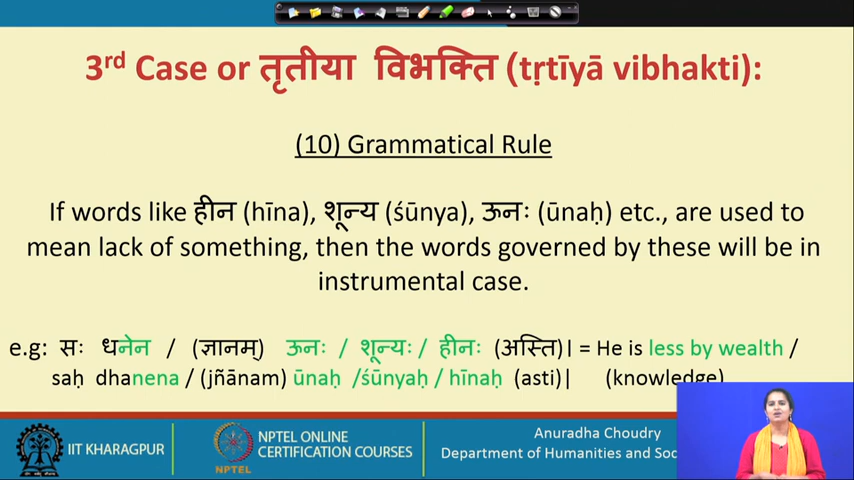 3rd Case or तृतीया विभक्ति (tṛtīyā vibhakti):
(10) Grammatical Rule
If words like हीन (hīna), शून्य (śūnya), ऊनः (ūnaḥ) etc., are used to
mean lack of something, then the words governed by these will be in
instrumental case.
e.g: सः धनेन / (ज्ञानम्) ऊनः / शून्यः / हीनः (अस्ति)। = He is less by wealth /
saḥ dhanena / (jñānam) ūnaḥ /śūnyaḥ / hīnaḥ (asti)| (knowledge)
IIT KHARAGPUR
NPTEL
NPTEL ONLINE
CERTIFICATION COURSES
Anuradha Choudry
Department of Humanities and